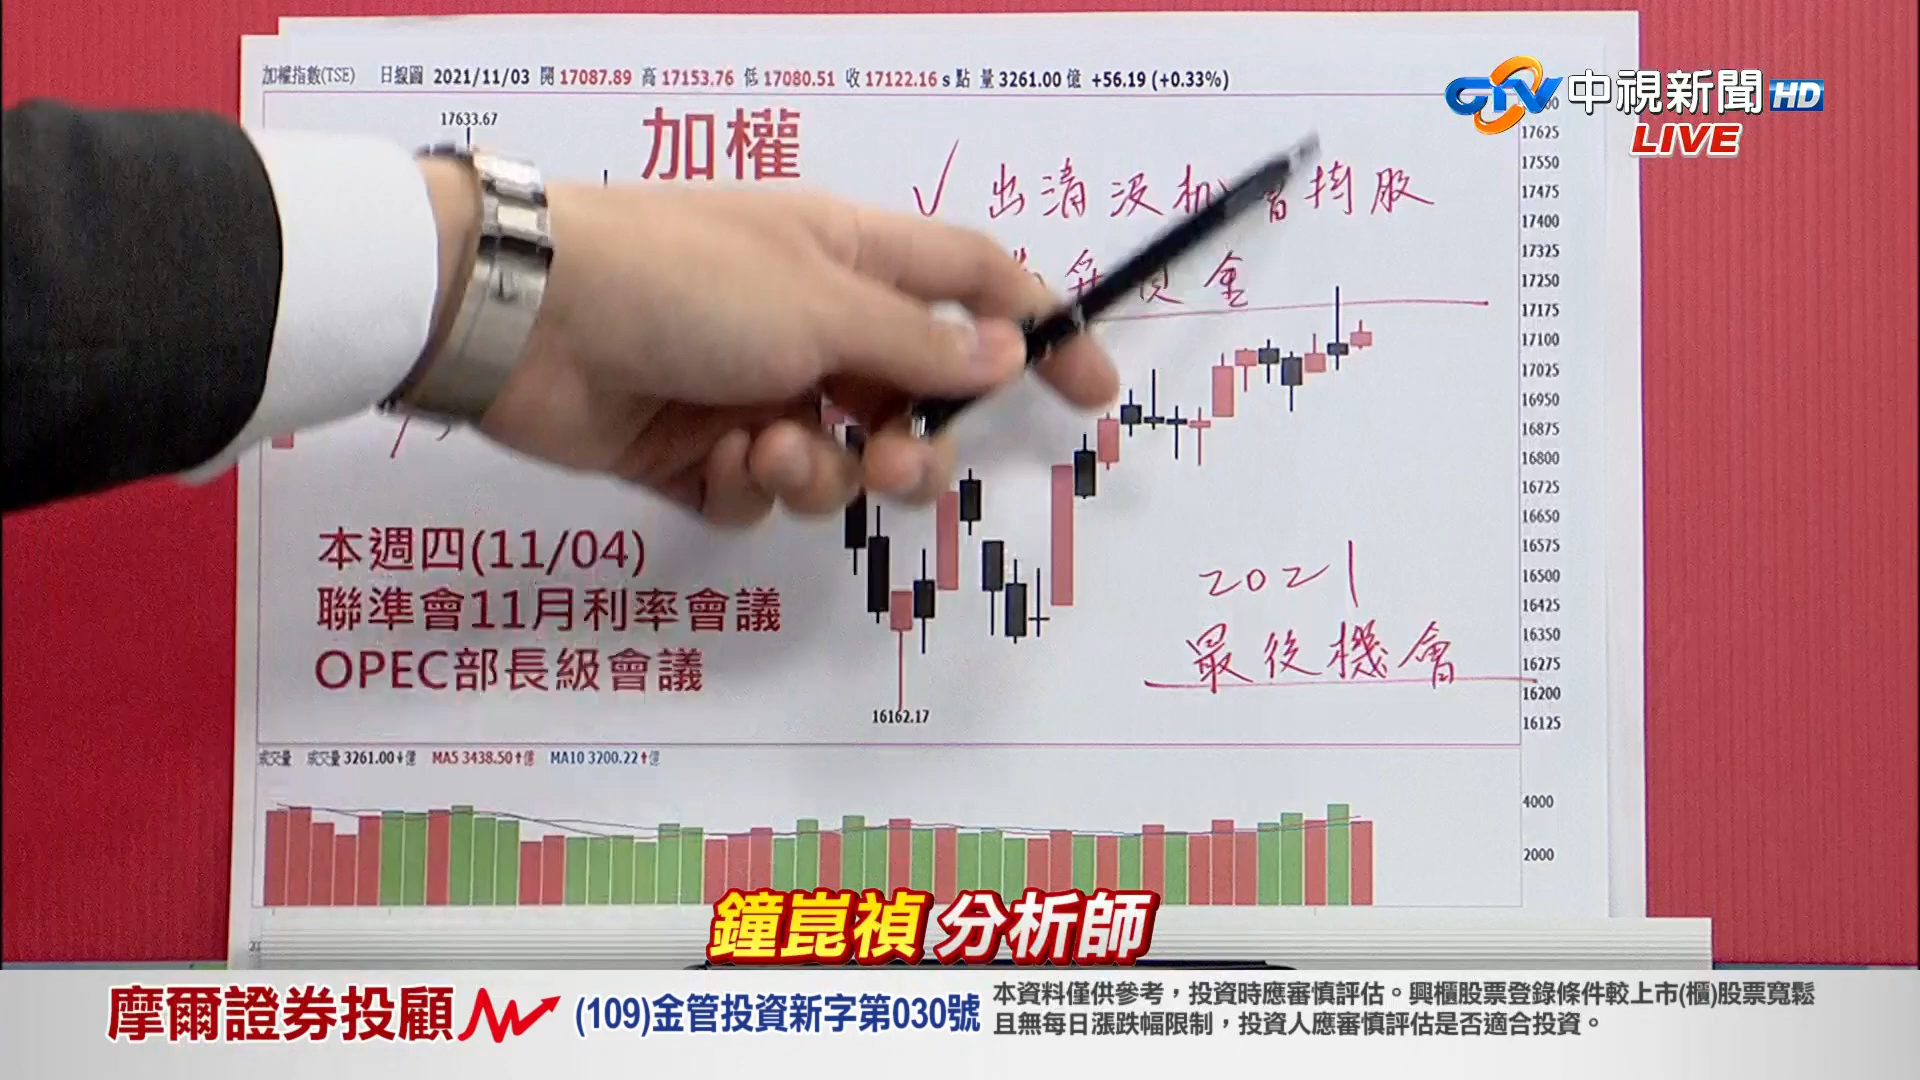 加權指數(TSE) 日線圖 2021/11/03 開 17087.89 高 17153.76 低 17080.51 收 17122.16 s 點 量 3261.00 億 +56.19 (+0.33%)
CTV 中視新聞 HD
LIVE
17633.67
加權
✓ 出清沒机會持股
資金
17625
17550
17475
17400
17325
17250
17175
17100
17025
16950
16875
16800
16725
16650
16575
16500
16425
16350
16275
16200
16125
本週四(11/04)
聯準會11月利率會議
OPEC部長級會議
2021
最後機會
16162.17
成交量 成交量 3261.00↓億 MA5 3438.50↑億 MA10 3200.22↑億
4000
2000
鐘崑禎 分析師
摩爾證券投顧 (109)金管投資新字第030號
本資料僅供參考，投資時應審慎評估。興櫃股票登錄條件較上市(櫃)股票寬鬆
且無每日漲跌幅限制，投資人應審慎評估是否適合投資。